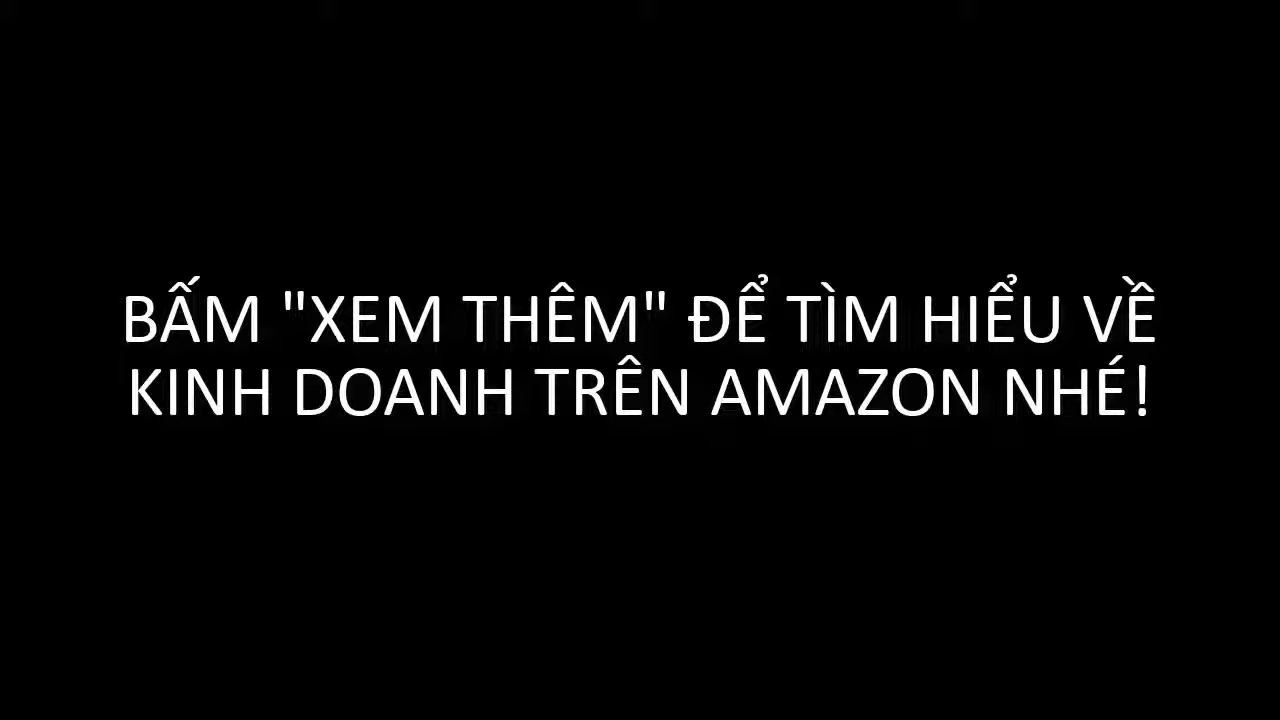 BẤM "XEM THÊM" ĐỂ TÌM HIỂU VỀ
KINH DOANH TRÊN AMAZON NHÉ!